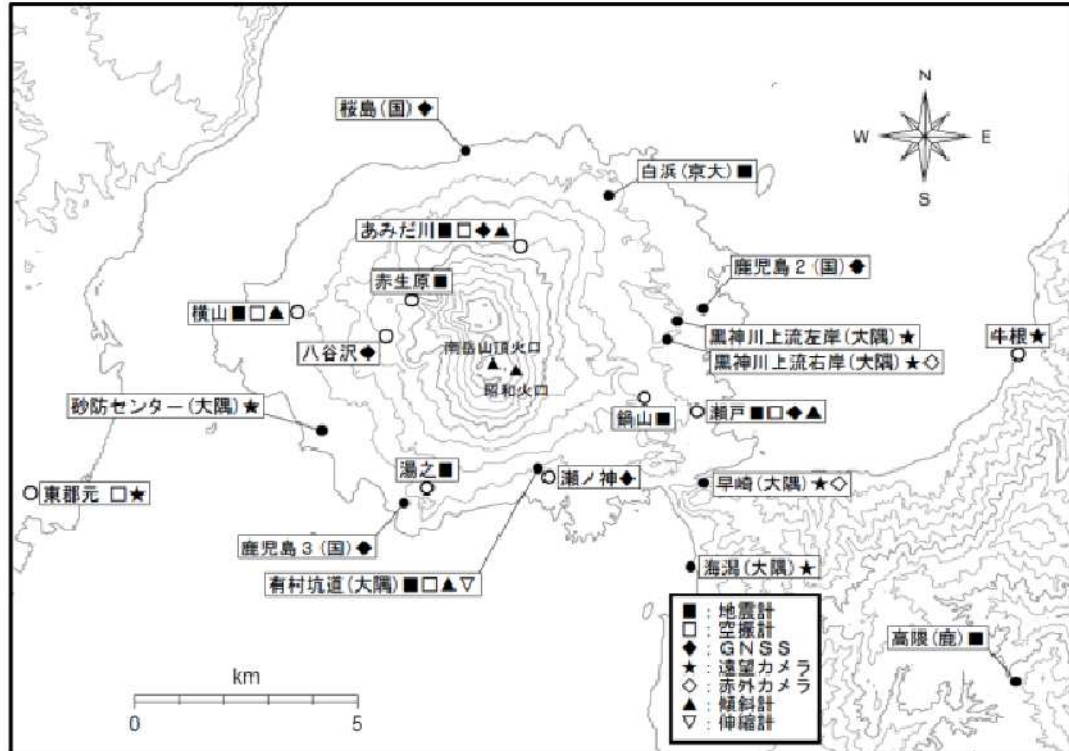 N
W E
S
桜島(国)◆
白浜(京大)■
あみだ川■□◆▲
鹿児島2(国)◆
赤生原■
横山■□▲
黒神川上流左岸(大隅)★
八谷沢◆
南岳山頂火口
牛根★
黒神川上流右岸(大隅)★◇
昭和火口
砂防センター(大隅)★
鍋山■
瀬戸■□◆▲
湯之■
瀬ノ神◆
早崎(大隅)★◇
東郡元 □★
鹿児島3(国)◆
海潟(大隅)★
有村坑道(大隅)■□▲▽
■:地震計
□:空振計
◆:GNSS
★:遠望カメラ
◇:赤外カメラ
▲:傾斜計
▽:伸縮計
高隈(鹿)■
km
0 5